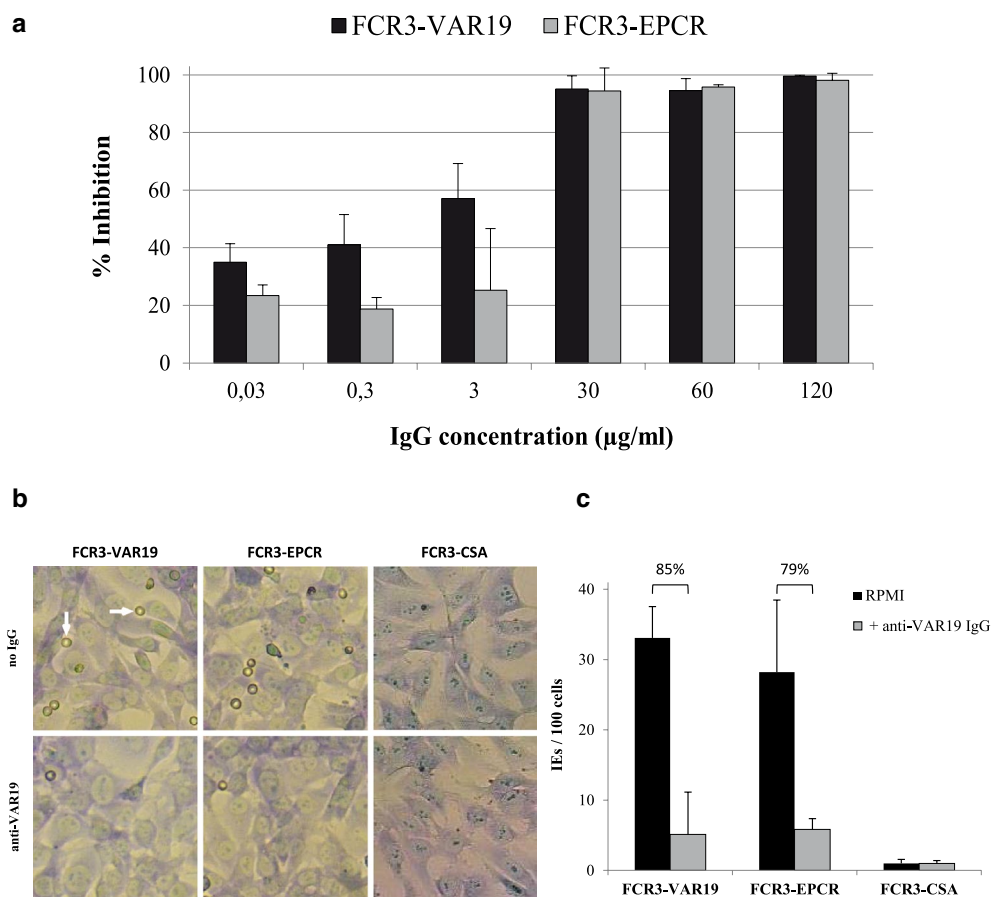 a
FCR3-VAR19 FCR3-EPCR
100
80
60
40
20
0
% Inhibition
0,03 0,3 3 30 60 120
IgG concentration (µg/ml)
b
FCR3-VAR19 FCR3-EPCR FCR3-CSA
no IgG
anti-VAR19
c
85% 79%
RPMI
+ anti-VAR19 IgG
40
30
20
10
0
IEs / 100 cells
FCR3-VAR19 FCR3-EPCR FCR3-CSA